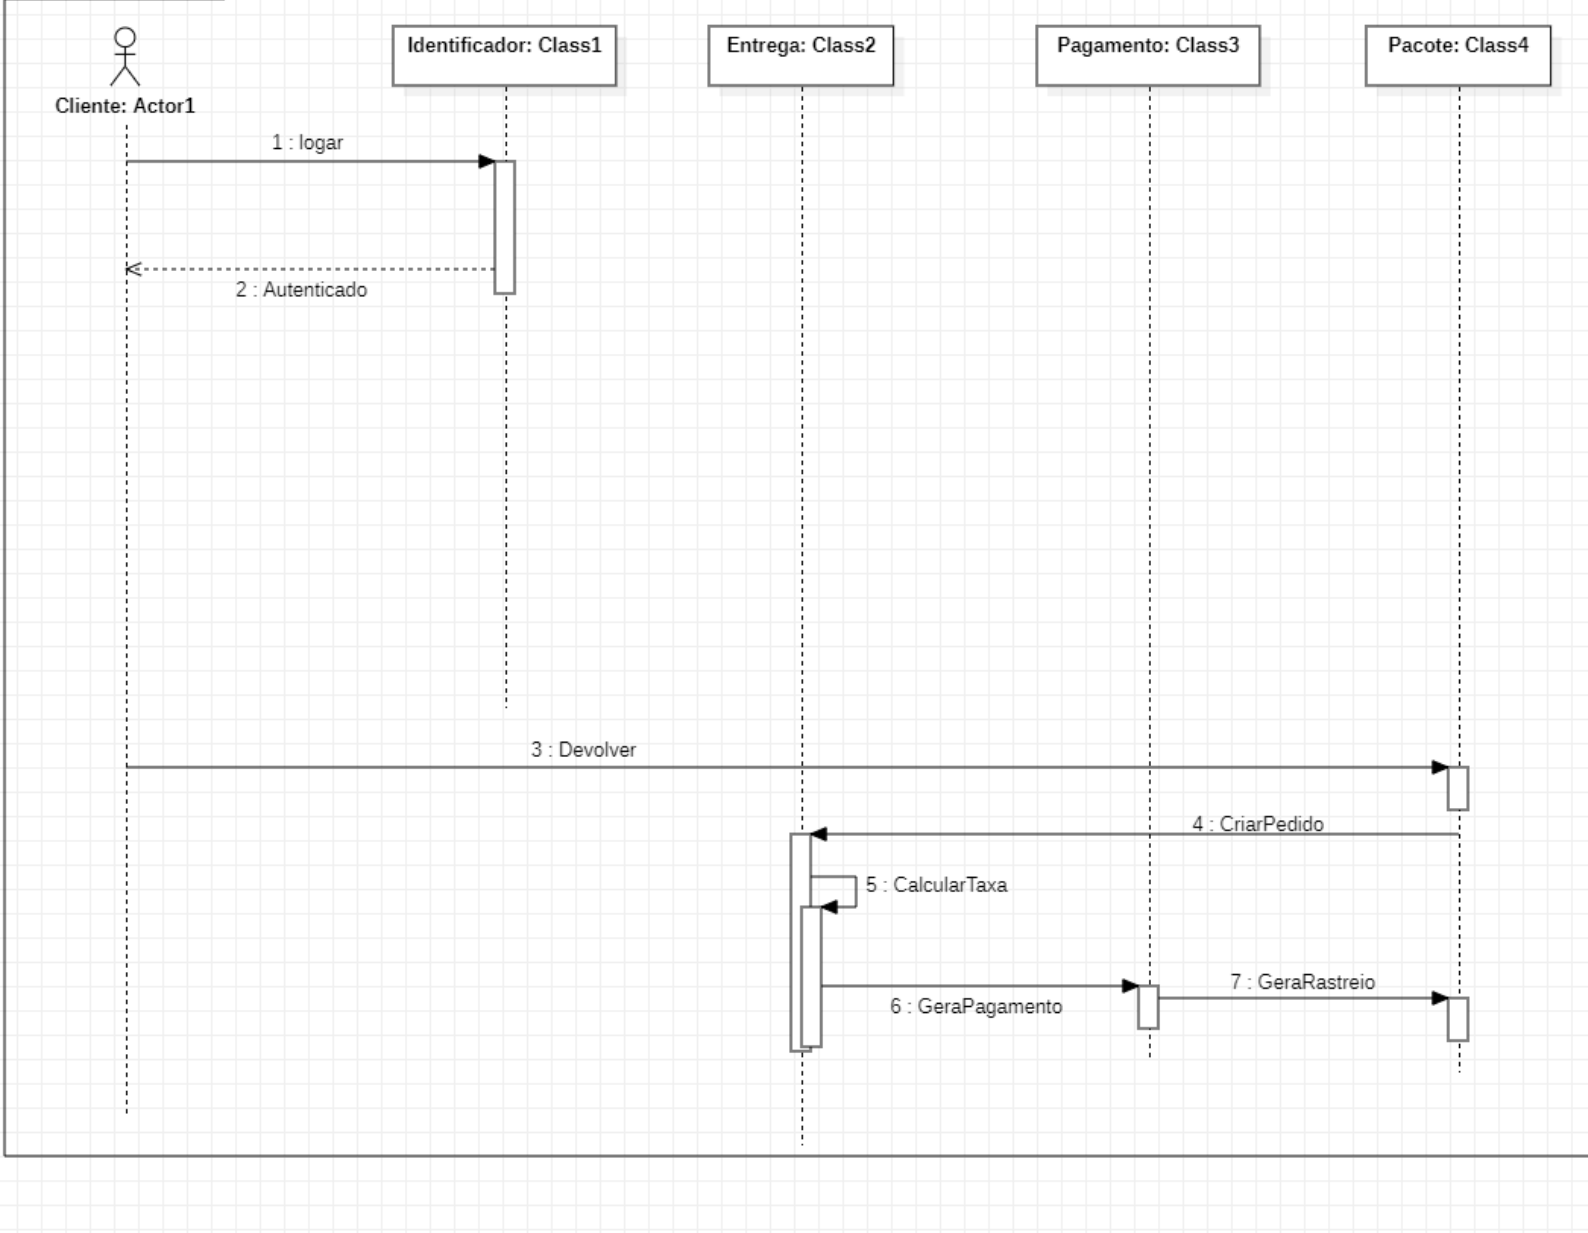 Identificador: Class1
Entrega: Class2
Pagamento: Class3
Pacote: Class4
Cliente: Actor1
1 : logar
2 : Autenticado
3 : Devolver
4 : CriarPedido
5 : CalcularTaxa
7 : GeraRastreio
6 : GeraPagamento